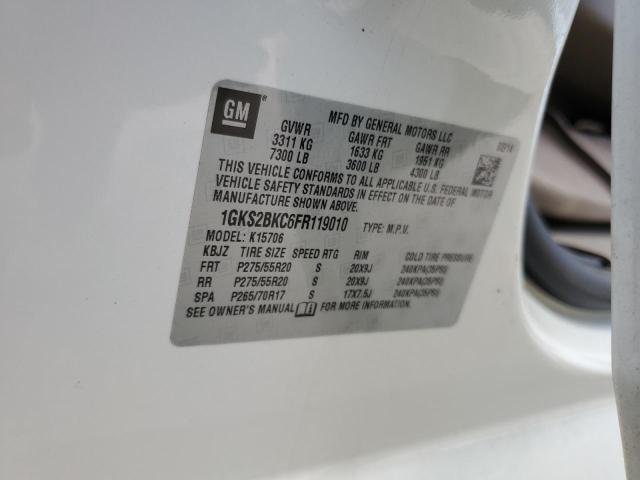 GM
MFD BY GENERAL MOTORS LLC
GVWR GAWR FRT GAWR RR
3311 KG 1633 KG 1951 KG
7300 LB 3600 LB 4300 LB
THIS VEHICLE CONFORMS TO ALL APPLICABLE U.S. FEDERAL MOTOR
VEHICLE SAFETY STANDARDS IN EFFECT ON THE DATE OF
MANUFACTURE SHOWN ABOVE.
1GKS2BKC6FR119010 TYPE: M.P.V.
MODEL: K15706
KBJZ TIRE SIZE SPEED RTG RIM COLD TIRE PRESSURE
FRT P275/55R20 S 20X9J 240KPA(35PSI)
RR P275/55R20 S 20X9J 240KPA(35PSI)
SPA P265/70R17 S 17X7.5J 240KPA(35PSI)
SEE OWNER'S MANUAL FOR MORE INFORMATION.